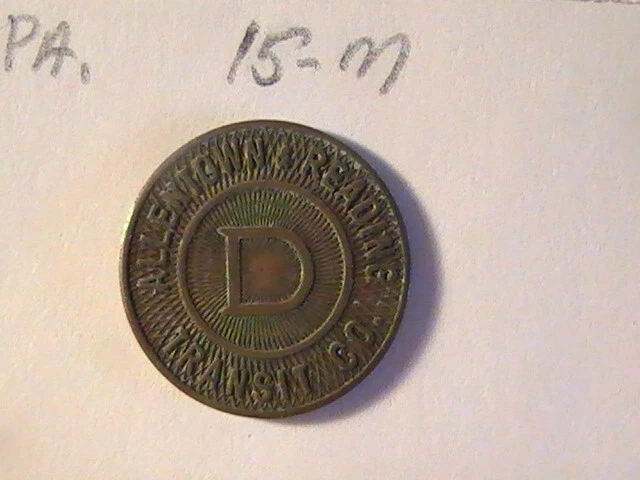 PA. 15-M
ALLENTOWN & READING
TRANSIT CO.
D